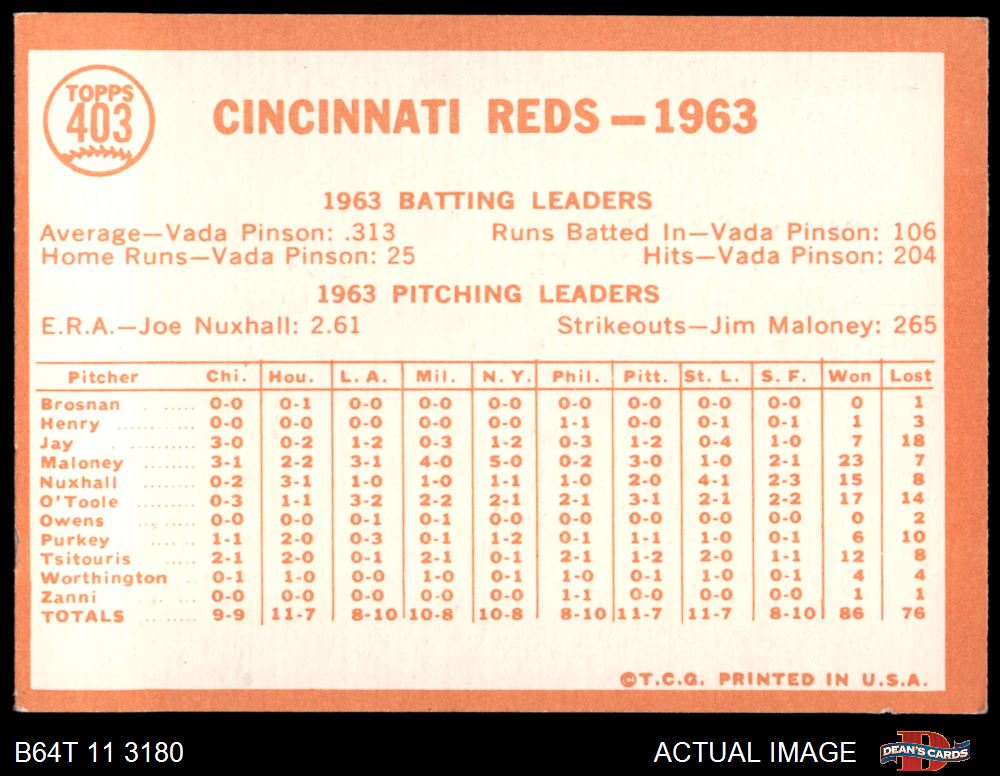 TOPPS
403
CINCINNATI REDS—1963
1963 BATTING LEADERS
Average—Vada Pinson: .313 Runs Batted In—Vada Pinson: 106
Home Runs—Vada Pinson: 25 Hits—Vada Pinson: 204
1963 PITCHING LEADERS
E.R.A.—Joe Nuxhall: 2.61 Strikeouts—Jim Maloney: 265
Pitcher Chi. Hou. L. A. Mil. N. Y. Phil. Pitt. St. L. S. F. Won Lost
Brosnan 0-0 0-1 0-0 0-0 0-0 0-0 0-0 0-0 0-0 0 1
Henry 0-0 0-0 0-0 0-0 0-0 1-1 0-0 0-1 0-1 1 3
Jay 3-0 0-2 1-2 0-3 1-2 0-3 1-2 0-4 1-0 7 18
Maloney 3-1 2-2 3-1 4-0 5-0 0-2 3-0 1-0 2-1 23 7
Nuxhall 0-2 3-1 1-0 1-0 1-1 1-0 2-0 4-1 2-3 15 8
O'Toole 0-3 1-1 3-2 2-2 2-1 2-1 3-1 2-1 2-2 17 14
Owens 0-0 0-0 0-1 0-1 0-0 0-0 0-0 0-0 0-0 0 2
Purkey 1-1 2-0 0-3 0-1 1-2 0-1 1-1 1-0 0-1 6 10
Tsitouris 2-1 2-0 0-1 2-1 0-1 2-1 1-2 2-0 1-1 12 8
Worthington 0-1 1-0 0-0 1-0 0-1 1-0 0-1 1-0 0-1 4 4
Zanni 0-0 0-0 0-0 0-0 0-0 1-1 0-0 0-0 0-0 1 1
TOTALS 9-9 11-7 8-10 10-8 10-8 8-10 11-7 11-7 8-10 86 76
©T.C.G. PRINTED IN U.S.A.
B64T 11 3180 ACTUAL IMAGE DEAN'S CARDS